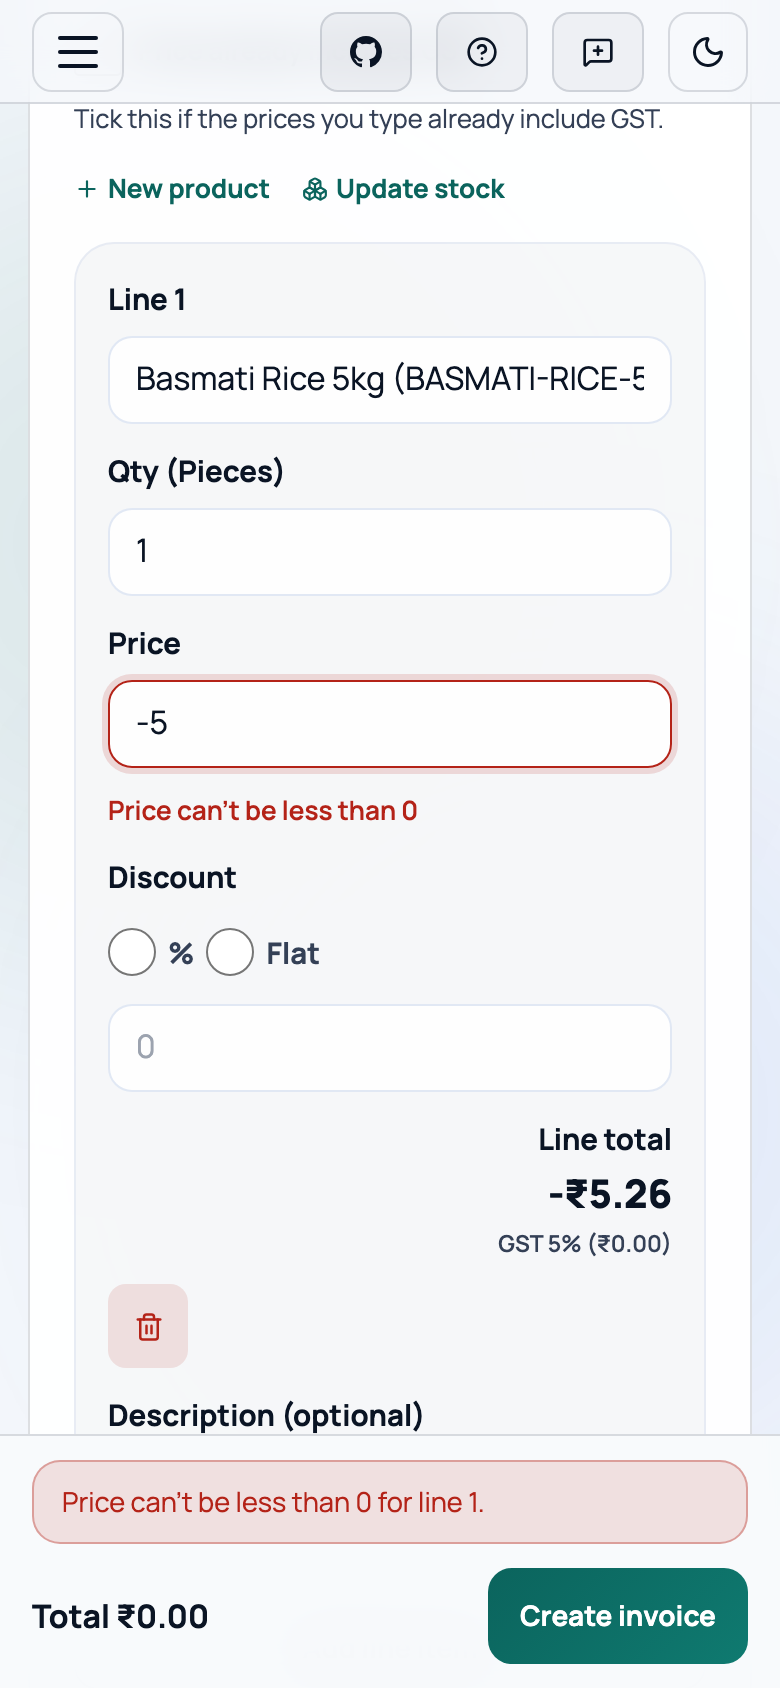 Tick this if the prices you type already include GST.
New product Update stock
Line 1
Basmati Rice 5kg (BASMATI-RICE-5
Qty (Pieces)
1
Price
-5
Price can't be less than 0
Discount
% Flat
0
Line total
-₹5.26
GST 5% (₹0.00)
Description (optional)
Price can't be less than 0 for line 1.
Total ₹0.00 Create invoice